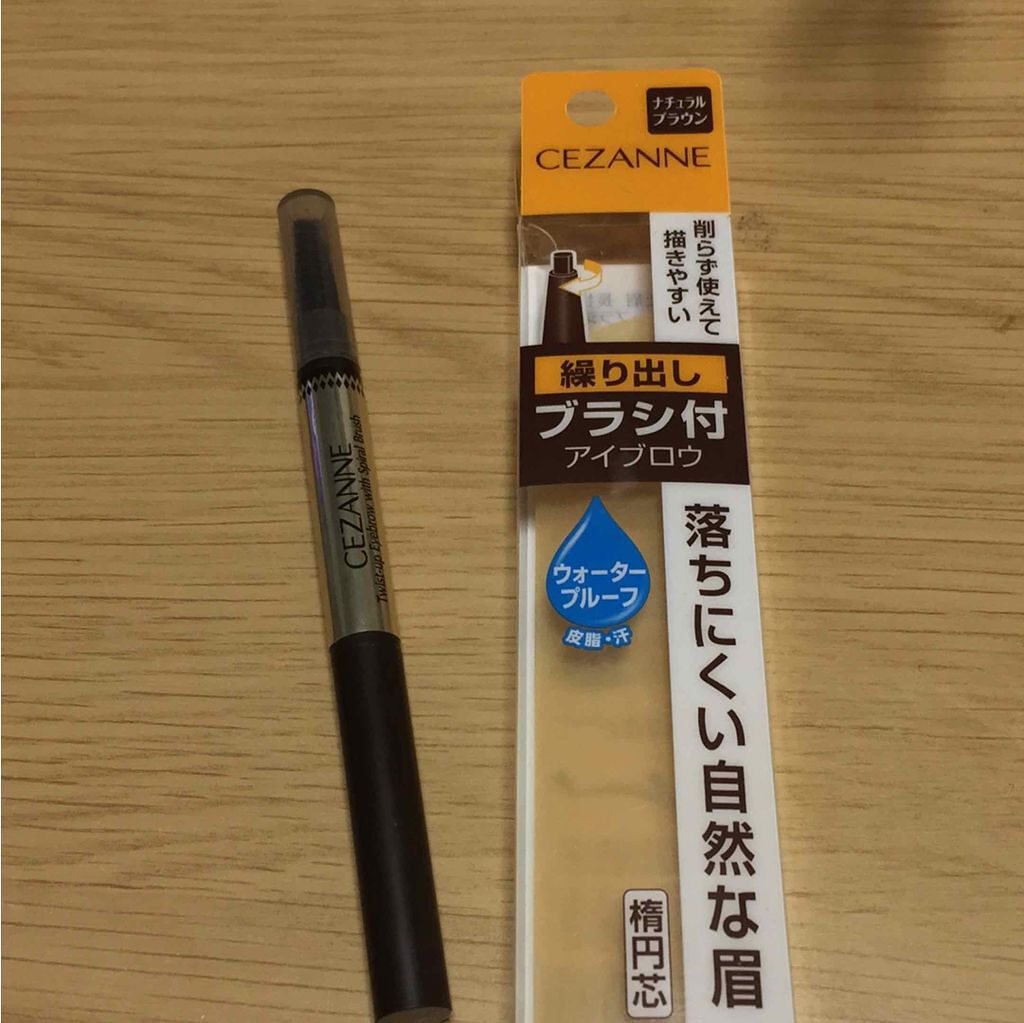 ナチュラル
ブラウン
CEZANNE
削らず使えて
描きやすい
繰り出し
ブラシ付
アイブロウ
ウォーター
プルーフ
皮脂・汗
落ちにくい自然な眉
楕円芯
CEZANNE
Twist-up Eyebrow with Spiral Brush